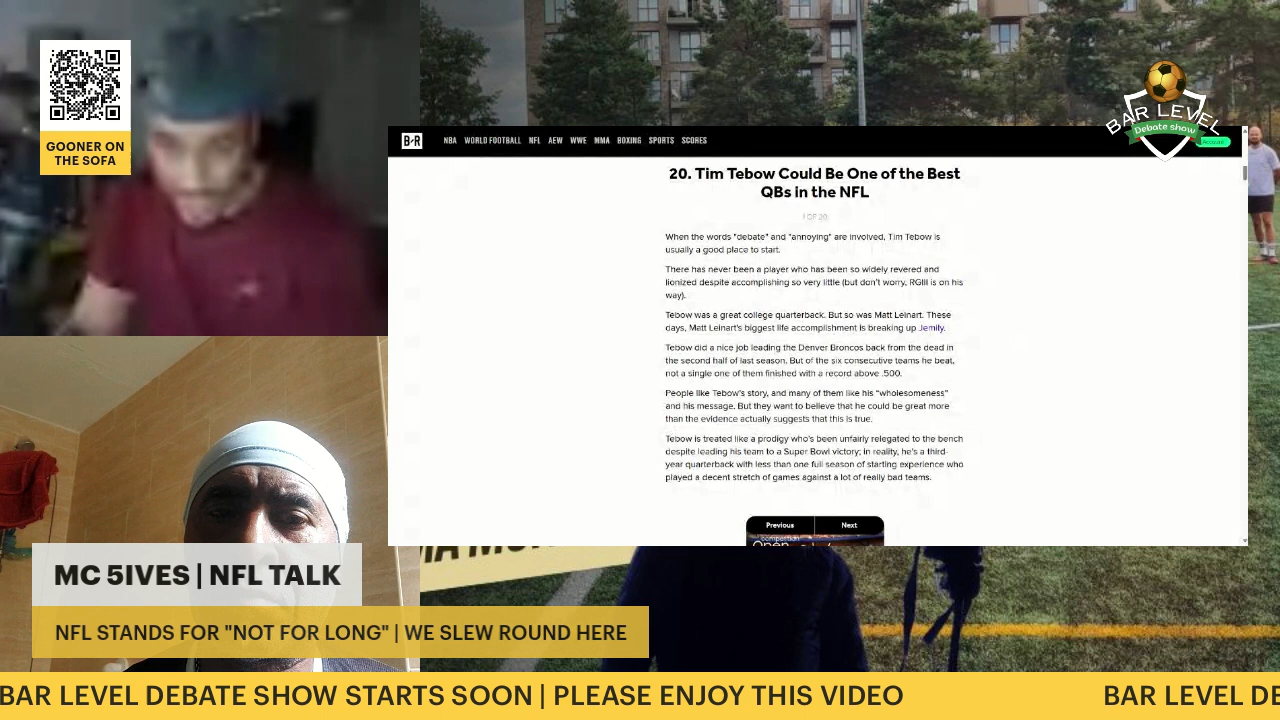 GOONER ON
THE SOFA
BAR LEVEL
Debate show
B R
NBA WORLD FOOTBALL NFL AEW WWE MMA BOXING SPORTS SCORES
Account
20. Tim Tebow Could Be One of the Best
QBs in the NFL
1 OF 20
When the words "debate" and "annoying" are involved, Tim Tebow is
usually a good place to start.
There has never been a player who has been so widely revered and
lionized despite accomplishing so very little (but don't worry, RGIII is on his
way).
Tebow was a great college quarterback. But so was Matt Leinart. These
days, Matt Leinart's biggest life accomplishment is breaking up Jemily.
Tebow did a nice job leading the Denver Broncos back from the dead in
the second half of last season. But of the six consecutive teams he beat,
not a single one of them finished with a record above .500.
People like Tebow's story, and many of them like his "wholesomeness"
and his message. But they want to believe that he could be great more
than the evidence actually suggests that this is true.
Tebow is treated like a prodigy who's been unfairly relegated to the bench
despite leading his team to a Super Bowl victory; in reality, he's a third-
year quarterback with less than one full season of starting experience who
played a decent stretch of games against a lot of really bad teams.
Previous Next
MC 5IVES | NFL TALK
NFL STANDS FOR "NOT FOR LONG" | WE SLEW ROUND HERE
BAR LEVEL DEBATE SHOW STARTS SOON | PLEASE ENJOY THIS VIDEO BAR LEVEL DE